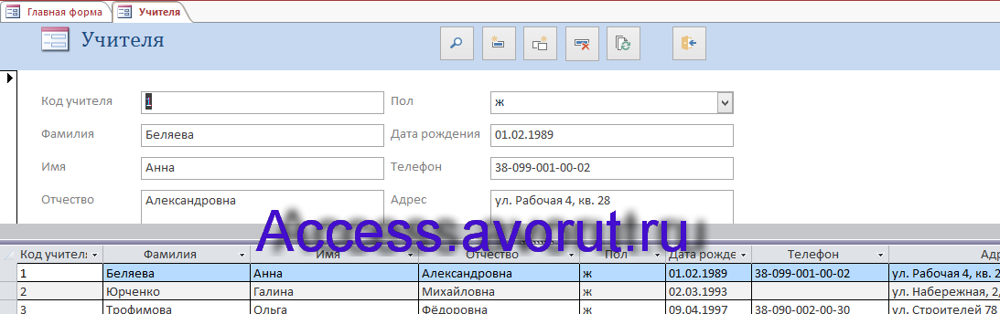 Главная форма Учителя
Учителя
Код учителя 1 Пол ж
Фамилия Беляева Дата рождения 01.02.1989
Имя Анна Телефон 38-099-001-00-02
Отчество Александровна Адрес ул. Рабочая 4, кв. 28
Access.avorut.ru
Код учителя Фамилия Имя Отчество Пол Дата рожде Телефон Адр
1 Беляева Анна Александровна ж 01.02.1989 38-099-001-00-02 ул. Рабочая 4, кв. 2
2 Юрченко Галина Михайловна ж 02.03.1993 ул. Набережная, 2,
3 Трофимова Ольга Фёдоровна ж 09.04.1997 38-090-002-00-30 ул. Строителей 78